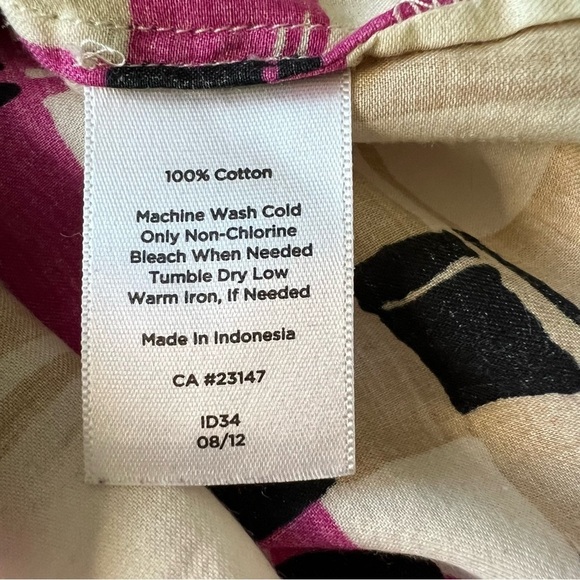 100% Cotton
Machine Wash Cold
Only Non-Chlorine
Bleach When Needed
Tumble Dry Low
Warm Iron, If Needed
Made In Indonesia
CA #23147
ID34
08/12